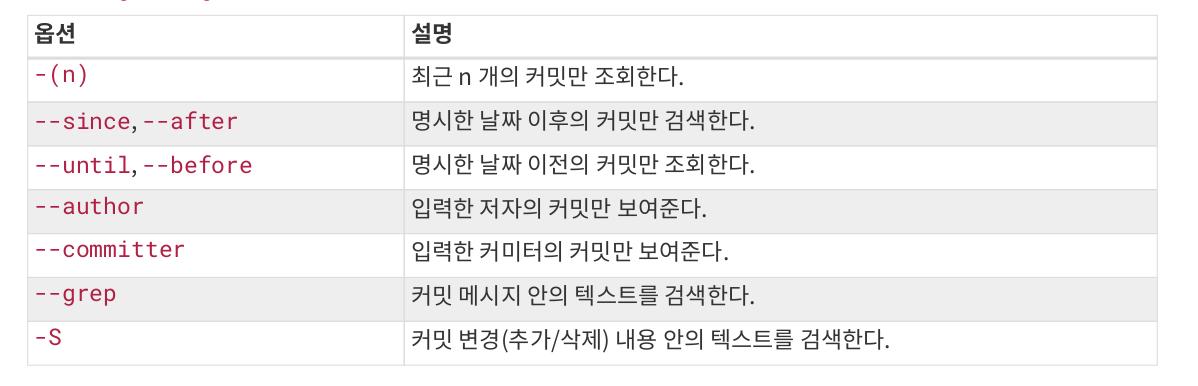 옵션 설명
-(n) 최근 n 개의 커밋만 조회한다.
--since, --after 명시한 날짜 이후의 커밋만 검색한다.
--until, --before 명시한 날짜 이전의 커밋만 조회한다.
--author 입력한 저자의 커밋만 보여준다.
--committer 입력한 커미터의 커밋만 보여준다.
--grep 커밋 메시지 안의 텍스트를 검색한다.
-S 커밋 변경(추가/삭제) 내용 안의 텍스트를 검색한다.